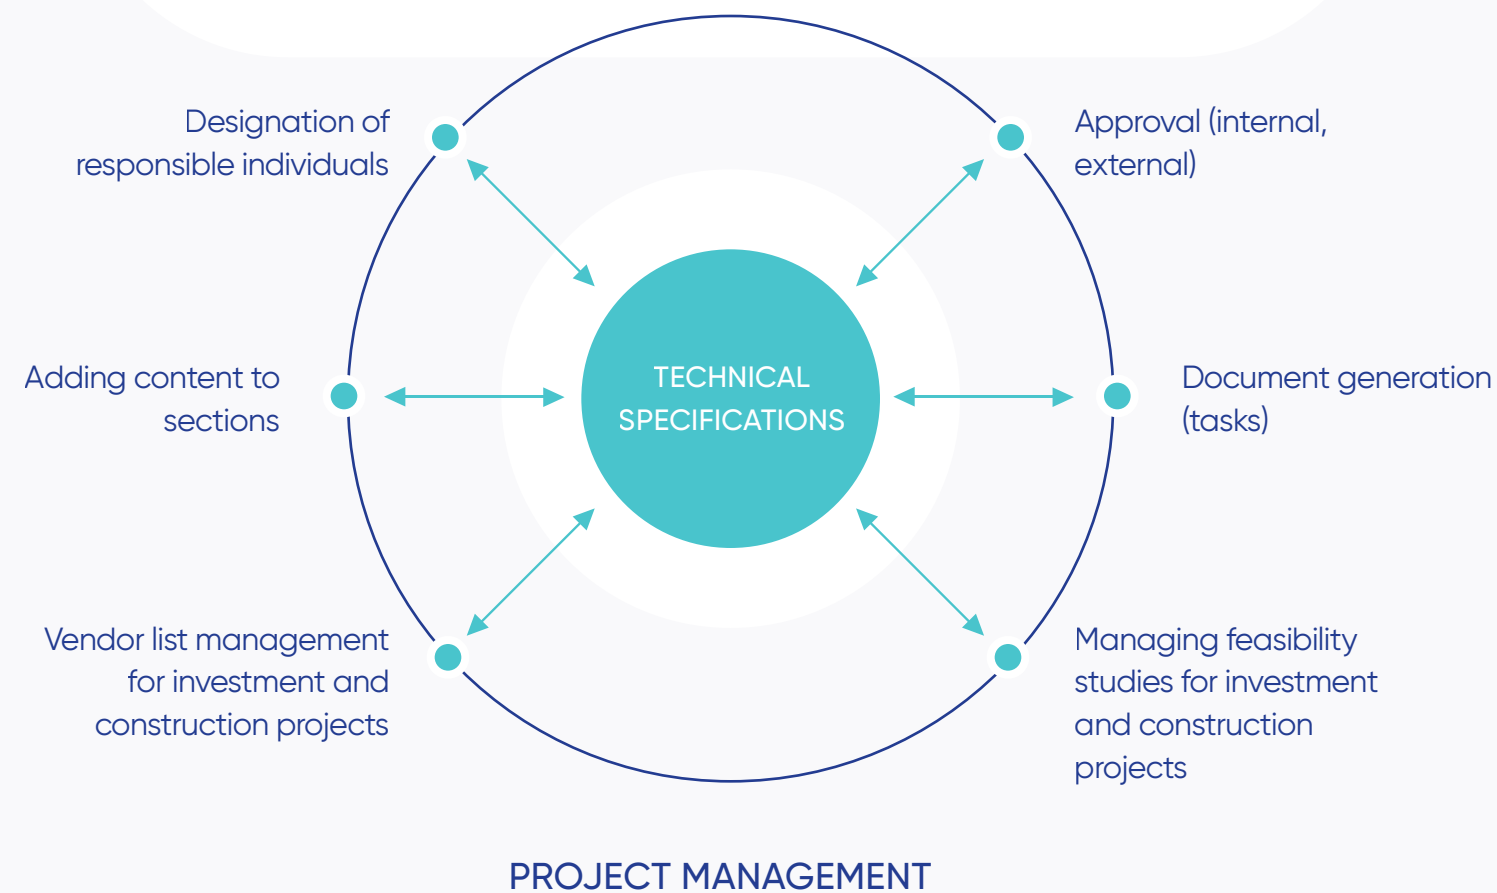 Designation of
responsible individuals
Approval (internal,
external)
Adding content to
sections
TECHNICAL
SPECIFICATIONS
Document generation
(tasks)
Vendor list management
for investment and
construction projects
Managing feasibility
studies for investment
and construction
projects
PROJECT MANAGEMENT